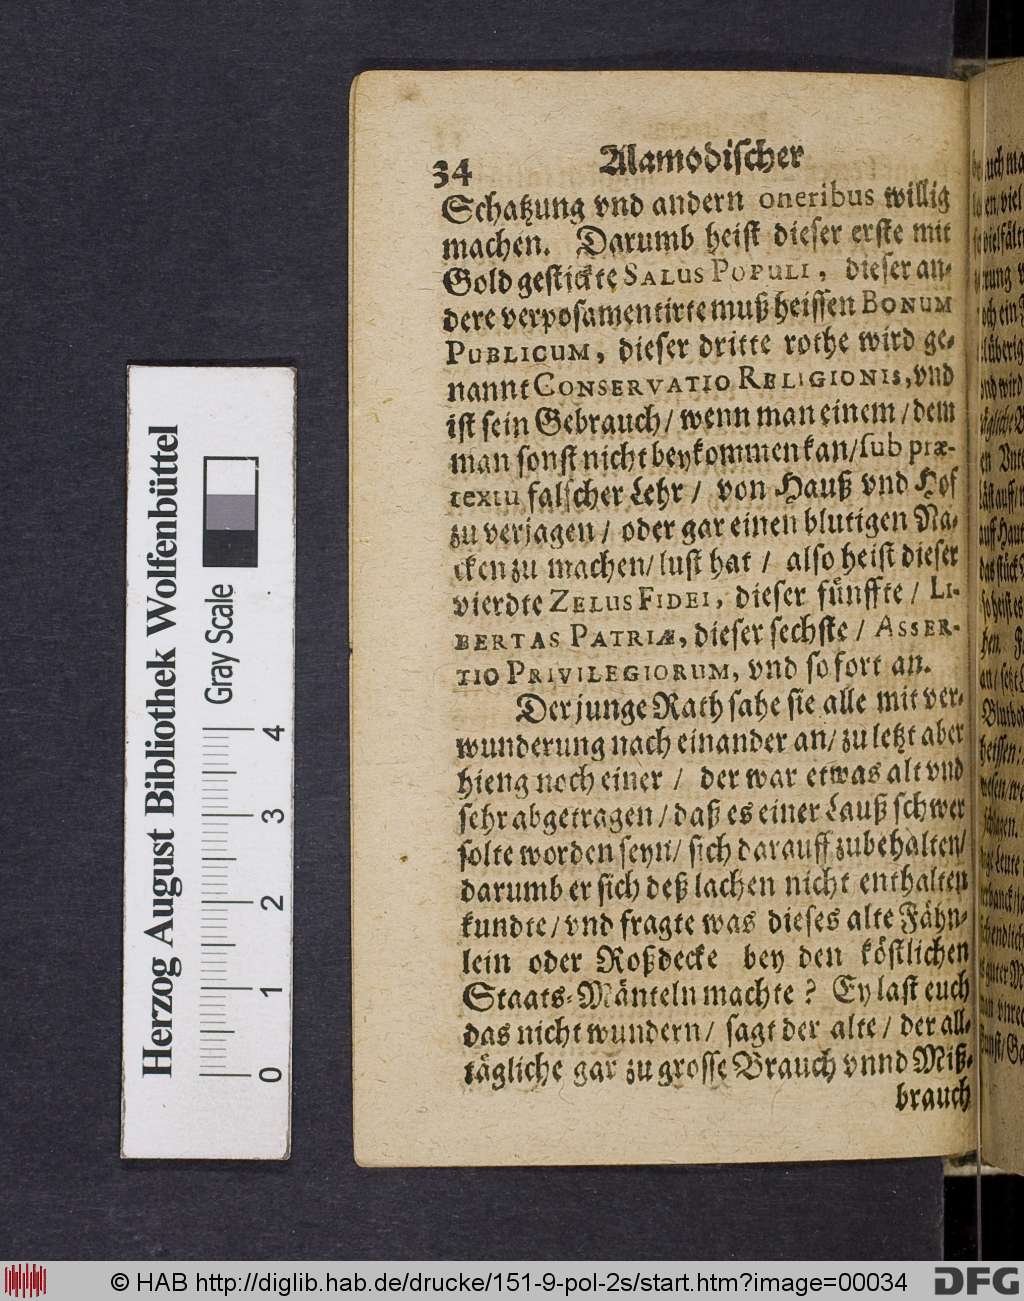 34 Alamodischer
Schatzung vnd andern oneribus willig
machen. Darumb heist dieser erste mit
Gold gestickte SALUS POPULI, dieser an-
dere verposamentirte muß heissen BONUM
PUBLICUM, dieser dritte rothe wird ge-
nannt CONSERVATIO RELIGIONIS, vnd
ist sein Gebrauch / wenn man einem / dem
man sonst nicht beykommen kan / sub præ-
textu falscher Lehr / von Hauß vnd Hof
zu verjagen / oder gar einen blutigen Na-
cken zu machen / lust hat / also heist dieser
vierdte ZELUS FIDEI, dieser fünffte / LI-
BERTAS PATRIÆ, dieser sechste / ASSER-
TIO PRIVILEGIORUM, vnd so fort an.
Der junge Rath sahe sie alle mit ver-
wunderung nach einander an / zu letzt aber
hieng noch einer / der war etwas alt vnd
sehr abgetragen / daß es einer Lauß schwer
solte worden seyn / sich darauff zubehalten /
darumb er sich deß lachen nicht enthalten
kundte / vnd fragte was dieses alte Fähn-
lein oder Roßdecke bey den köstlichen
Staats-Mänteln machte ? Ey last euch
das nicht wundern / sagt der alte / der all-
tägliche gar zu grosse Brauch vnnd Miß-
brauch
Herzog August Bibliothek Wolfenbüttel
Gray Scale
0 1 2 3 4
© HAB http://diglib.hab.de/drucke/151-9-pol-2s/start.htm?image=00034
DFG